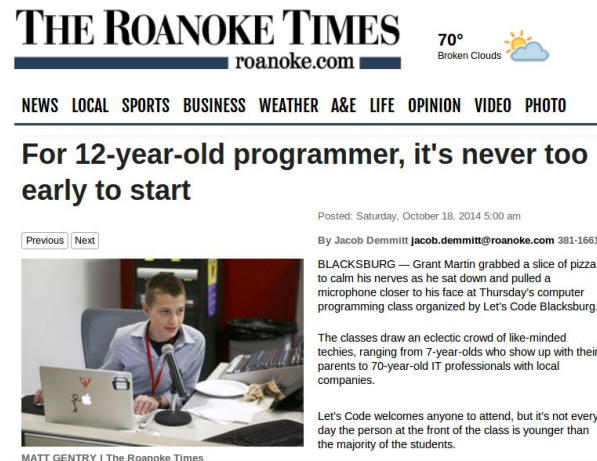 THE ROANOKE TIMES
roanoke.com
70°
Broken Clouds
NEWS LOCAL SPORTS BUSINESS WEATHER A&E LIFE OPINION VIDEO PHOTO
For 12-year-old programmer, it's never too
early to start
Posted: Saturday, October 18, 2014 5:00 am
Previous Next
By Jacob Demmitt jacob.demmitt@roanoke.com 381-1661
BLACKSBURG — Grant Martin grabbed a slice of pizza
to calm his nerves as he sat down and pulled a
microphone closer to his face at Thursday's computer
programming class organized by Let's Code Blacksburg.
The classes draw an eclectic crowd of like-minded
techies, ranging from 7-year-olds who show up with their
parents to 70-year-old IT professionals with local
companies.
Let's Code welcomes anyone to attend, but it's not every
day the person at the front of the class is younger than
the majority of the students.
MATT GENTRY | The Roanoke Times